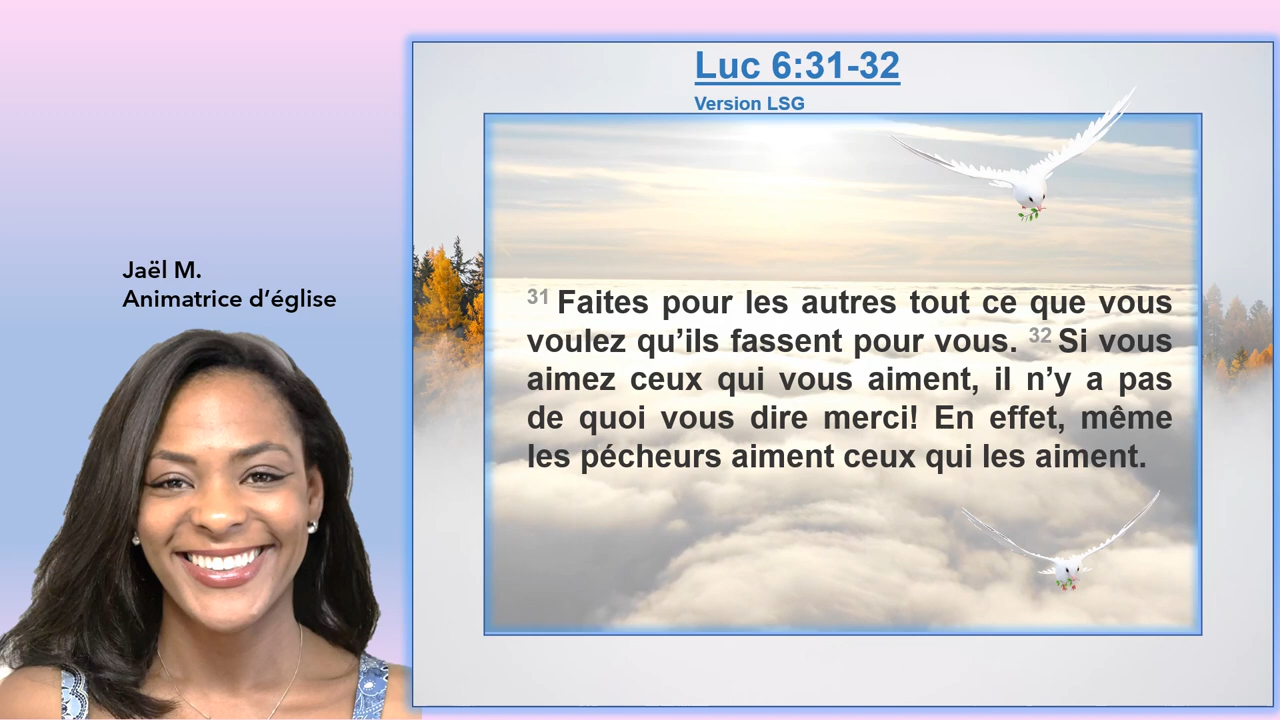 Luc 6:31-32
Version LSG
Jaël M.
Animatrice d’église
31 Faites pour les autres tout ce que vous
voulez qu’ils fassent pour vous. 32 Si vous
aimez ceux qui vous aiment, il n’y a pas
de quoi vous dire merci! En effet, même
les pécheurs aiment ceux qui les aiment.